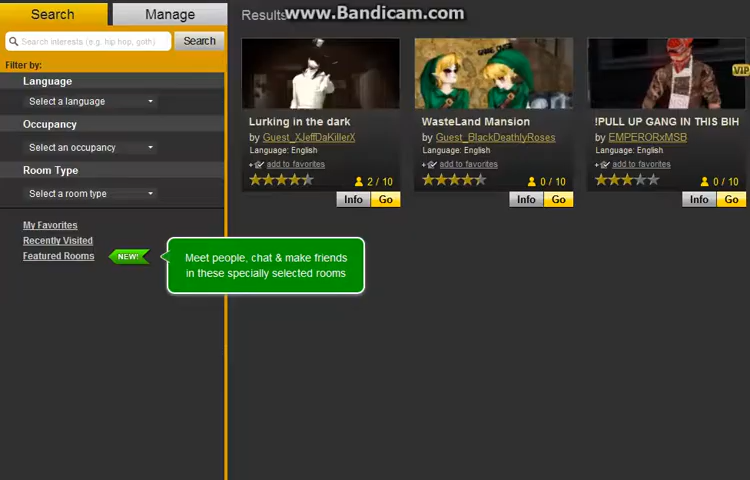 Search
Manage
Results
www.Bandicam.com
Search interests (e.g. hip hop, goth)
Search
Filter by:
Language
Select a language
Occupancy
Select an occupancy
Room Type
Select a room type
My Favorites
Recently Visited
Featured Rooms
NEW!
Meet people, chat & make friends
in these specially selected rooms
Lurking in the dark
by Guest_XJeffDaKillerX
Language: English
+ add to favorites
2 / 10
Info
Go
WasteLand Mansion
by Guest_BlackDeathlyRoses
Language: English
+ add to favorites
0 / 10
Info
Go
VIP
!PULL UP GANG IN THIS BIH
by EMPERORxMSB
Language: English
+ add to favorites
0 / 10
Info
Go